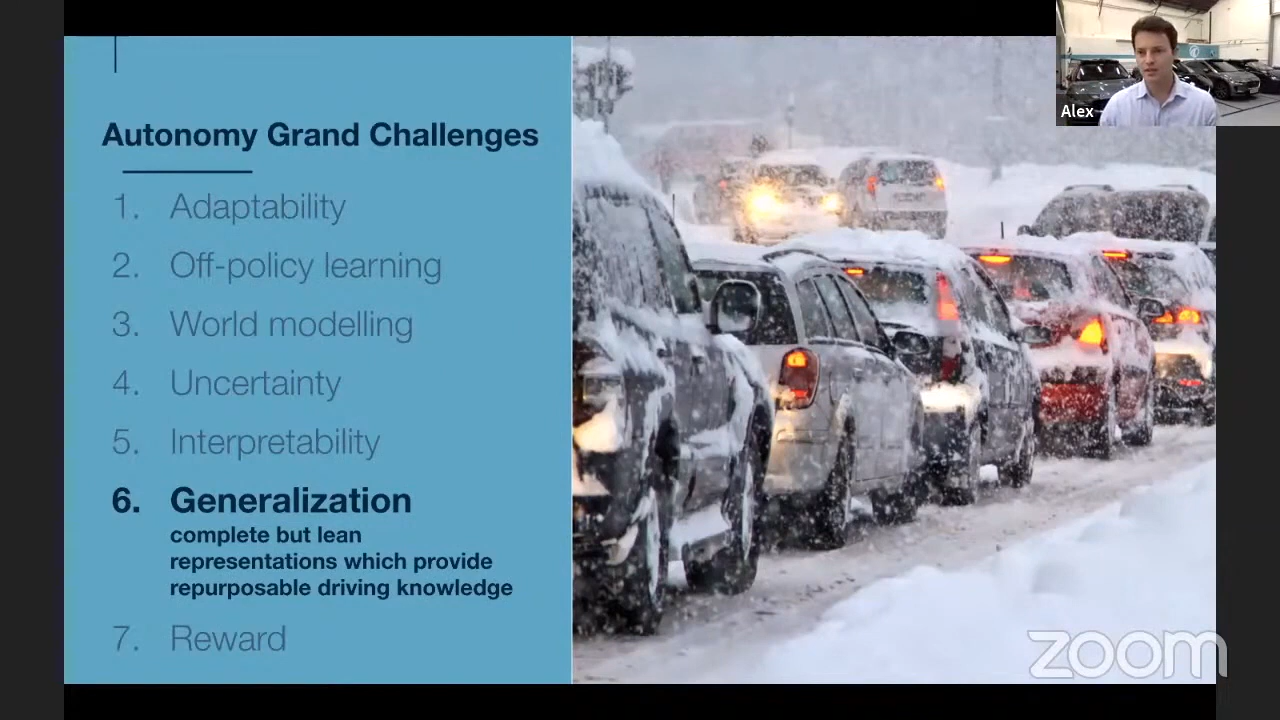 Autonomy Grand Challenges
1. Adaptability
2. Off-policy learning
3. World modelling
4. Uncertainty
5. Interpretability
6. Generalization
complete but lean
representations which provide
repurposable driving knowledge
7. Reward
Alex
zoom